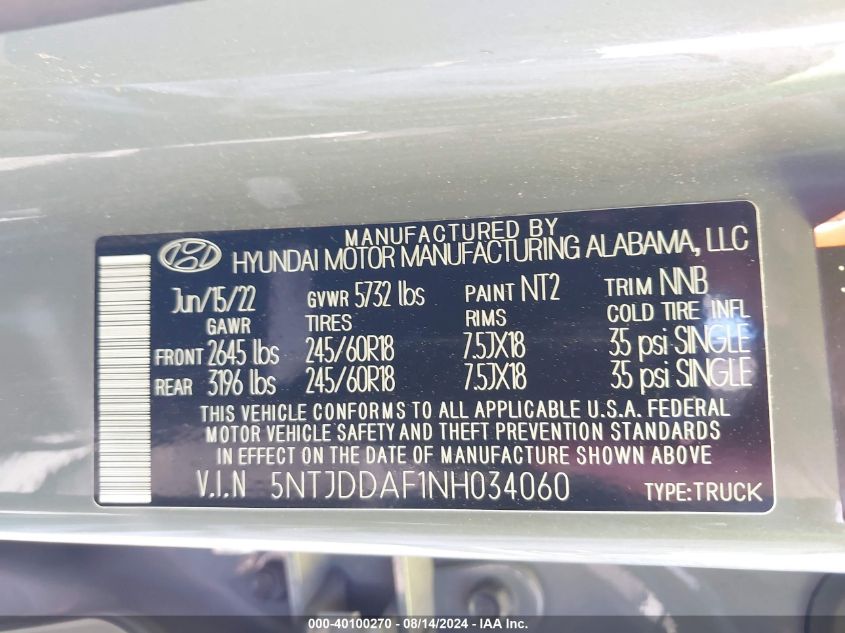 MANUFACTURED BY
HYUNDAI MOTOR MANUFACTURING ALABAMA, LLC
Jun/15/22 GVWR 5732 lbs PAINT NT2 TRIM NNB
GAWR TIRES RIMS COLD TIRE INFL
FRONT 2645 lbs 245/60R18 7.5JX18 35 psi SINGLE
REAR 3196 lbs 245/60R18 7.5JX18 35 psi SINGLE
THIS VEHICLE CONFORMS TO ALL APPLICABLE U.S.A. FEDERAL
MOTOR VEHICLE SAFETY AND THEFT PREVENTION STANDARDS
IN EFFECT ON THE DATE OF MANUFACTURE SHOWN ABOVE.
V.I.N 5NTJDDAF1NH034060 TYPE:TRUCK
000-40100270 - 08/14/2024 - IAA Inc.